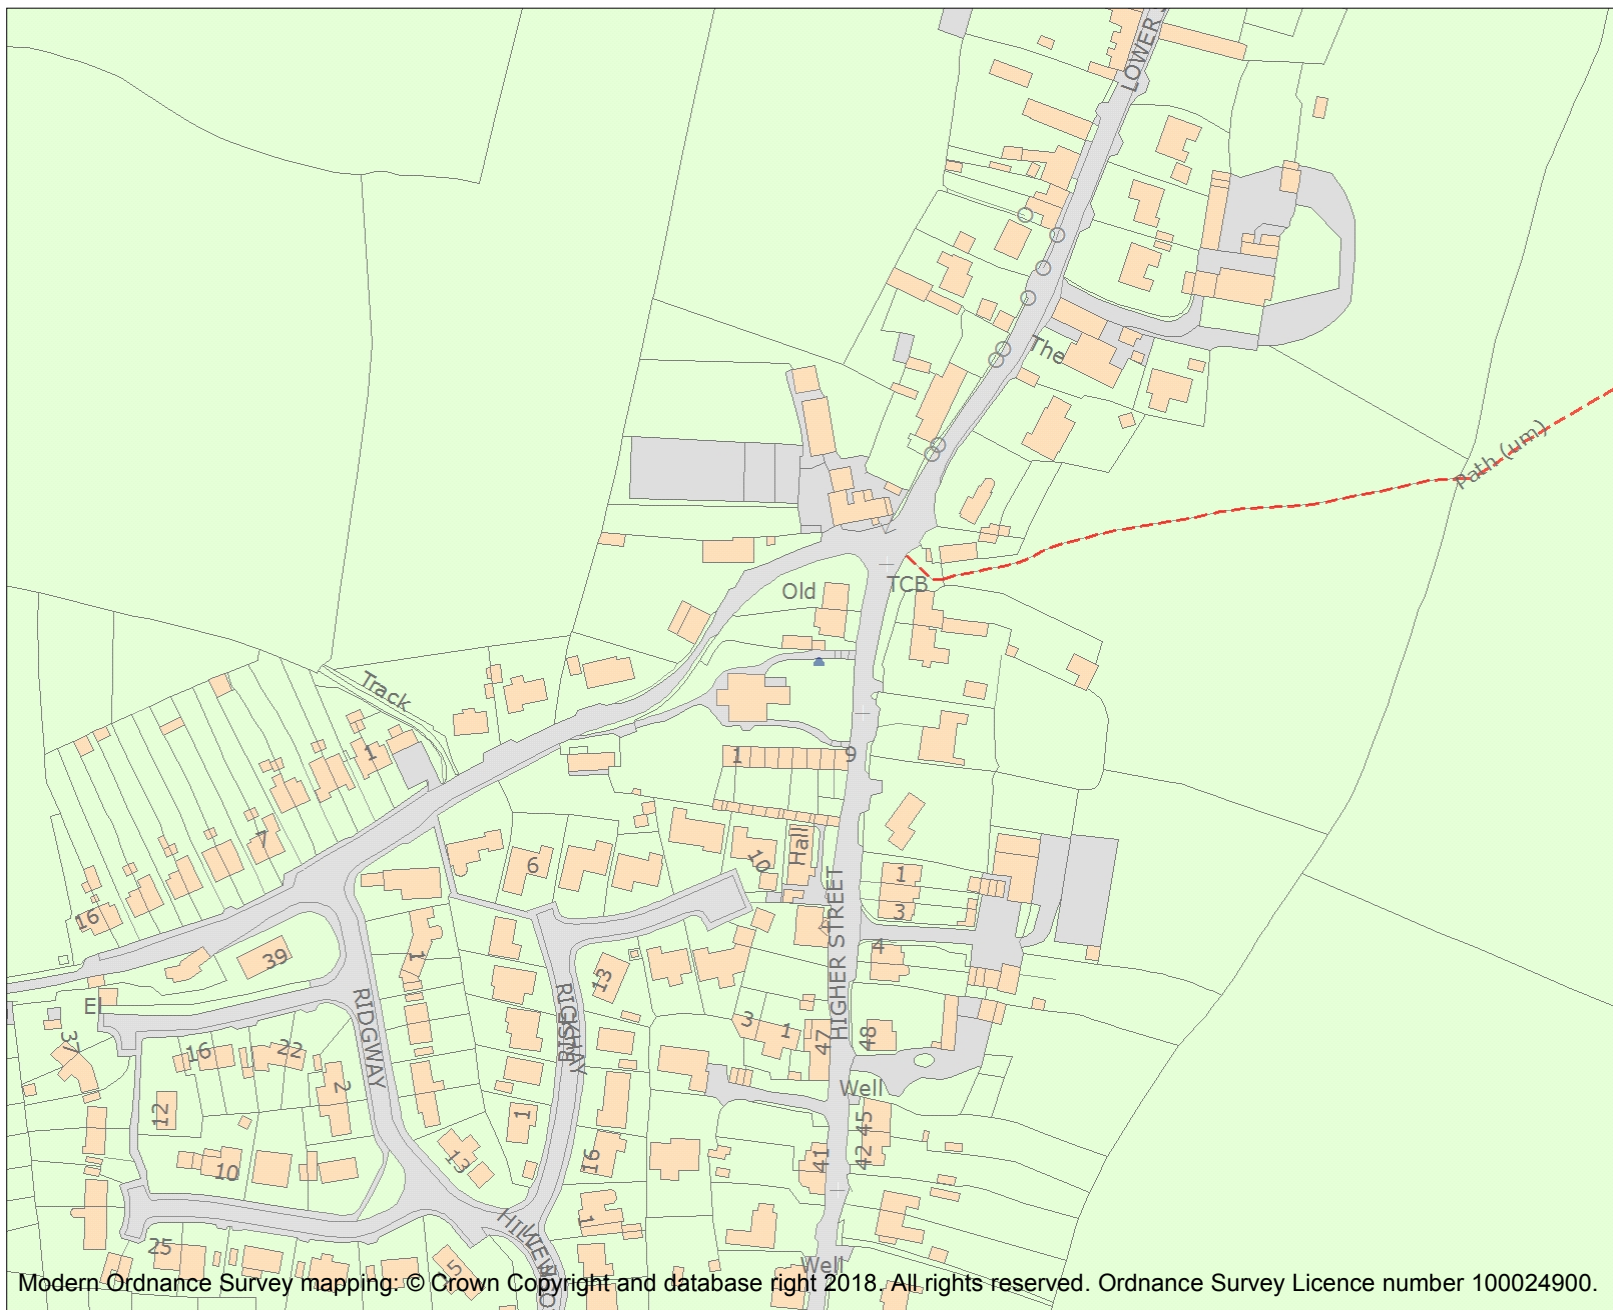 LOWER
The
Path (um)
TCB
Old
Track
1
1
9
7
6
10
Hall
1
3
16
39
1
13
HIGHER STREET
4
El
RIDGWAY
37
16
22
2
3
1
47
48
12
1
Well
45
42
41
10
13
16
1
HILLVIEW
25
5
Well
Modern Ordnance Survey mapping: © Crown Copyright and database right 2018. All rights reserved. Ordnance Survey Licence number 100024900.